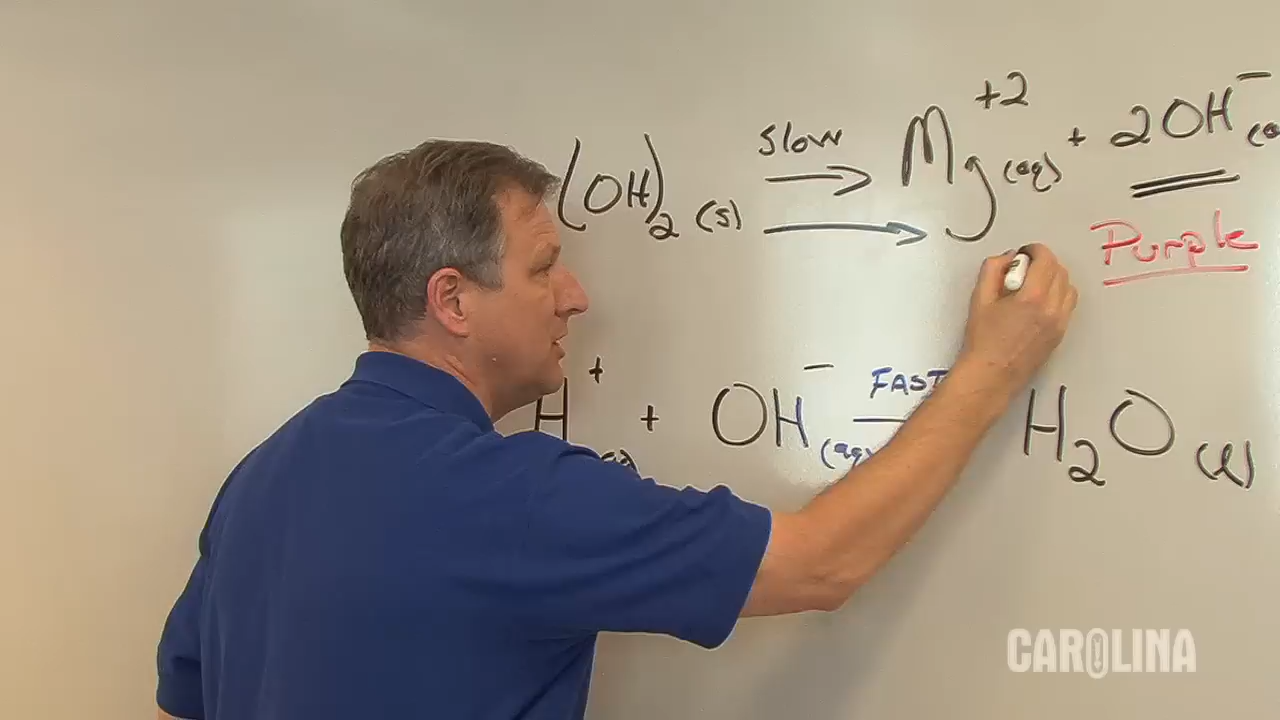 slow
(OH)₂ (s) → Mg⁺² (aq) + 2OH⁻
Purple
FAST
H⁺ + OH⁻ (aq) H₂O (l)
CAROLINA